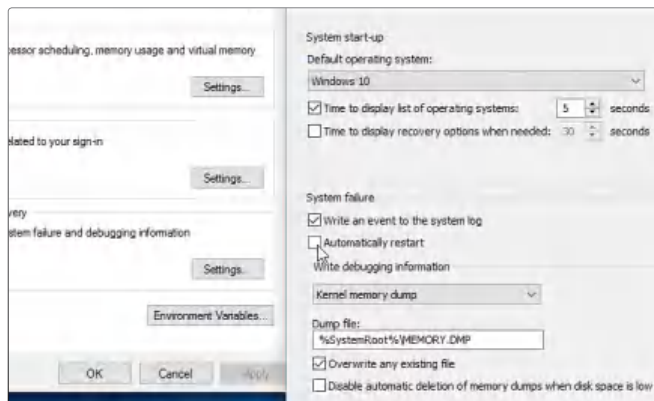 cessor scheduling, memory usage and virtual memory
Settings...
elated to your sign-in
Settings...
very
stem failure and debugging information
Settings...
Environment Variables...
OK
Cancel
Apply
System start-up
Default operating system:
Windows 10
Time to display list of operating systems: 5 seconds
Time to display recovery options when needed: 30 seconds
System failure
Write an event to the system log
Automatically restart
Write debugging information
Kernel memory dump
Dump file:
%SystemRoot%\MEMORY.DMP
Overwrite any existing file
Disable automatic deletion of memory dumps when disk space is low